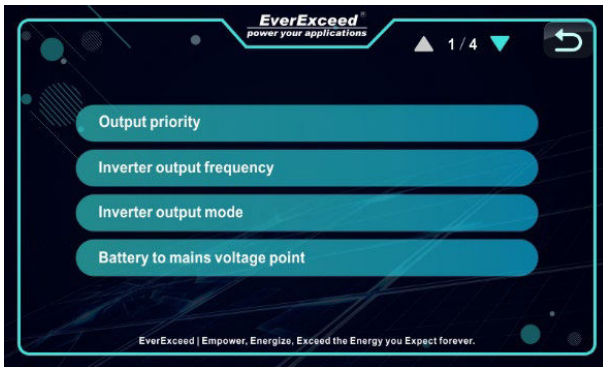 EverExceed®
power your applications
1/4
Output priority
Inverter output frequency
Inverter output mode
Battery to mains voltage point
EverExceed | Empower, Energize, Exceed the Energy you Expect forever.